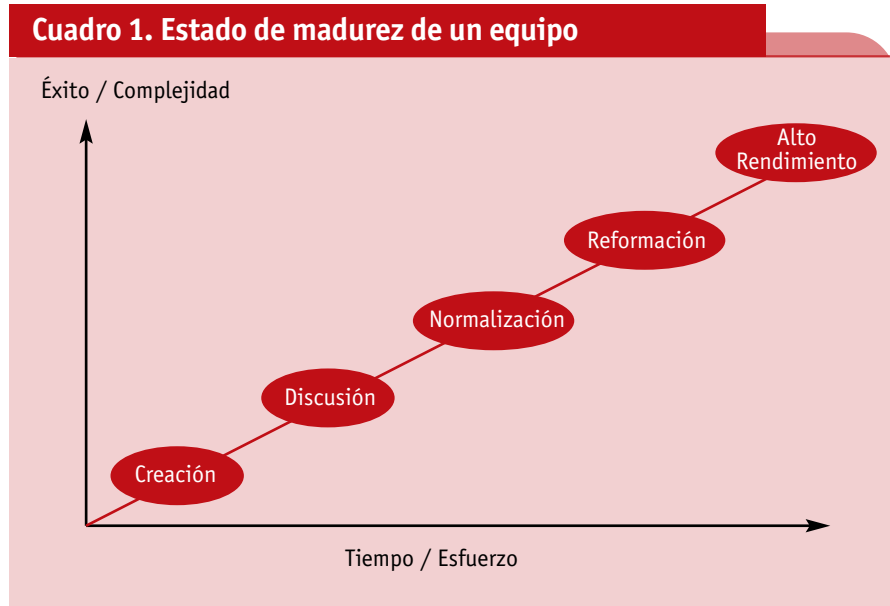 Cuadro 1. Estado de madurez de un equipo
Éxito / Complejidad
Alto
Rendimiento
Reformación
Normalización
Discusión
Creación
Tiempo / Esfuerzo